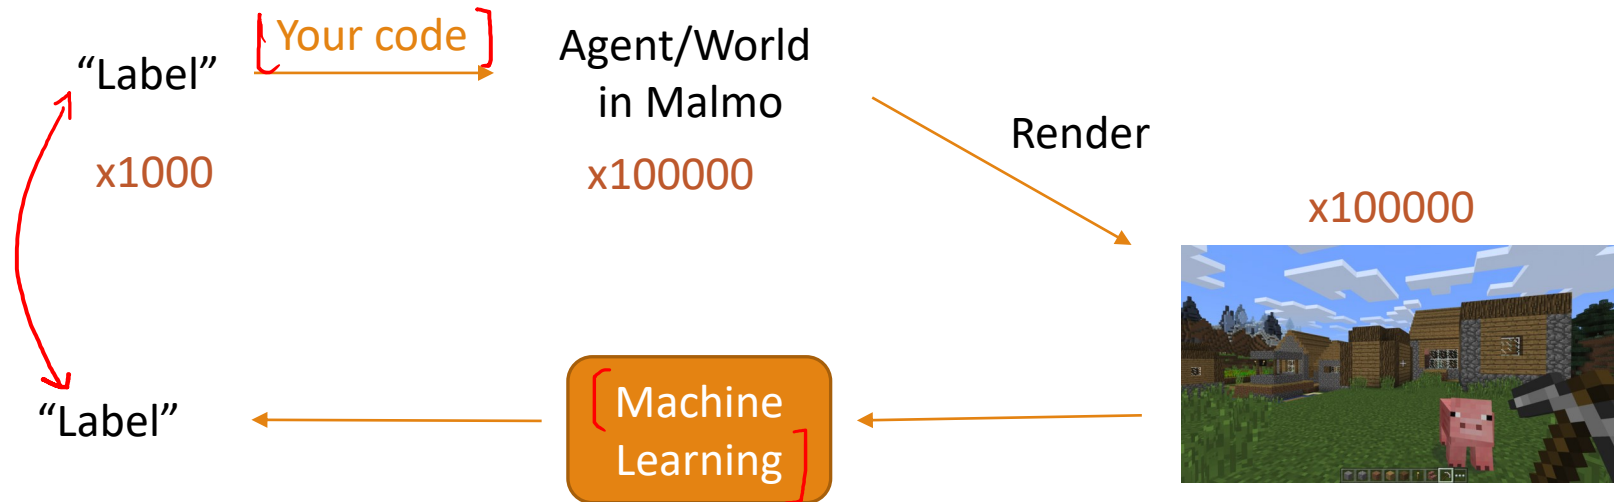 Your code
“Label”
Agent/World
in Malmo
Render
x1000
x100000
x100000
“Label”
Machine
Learning